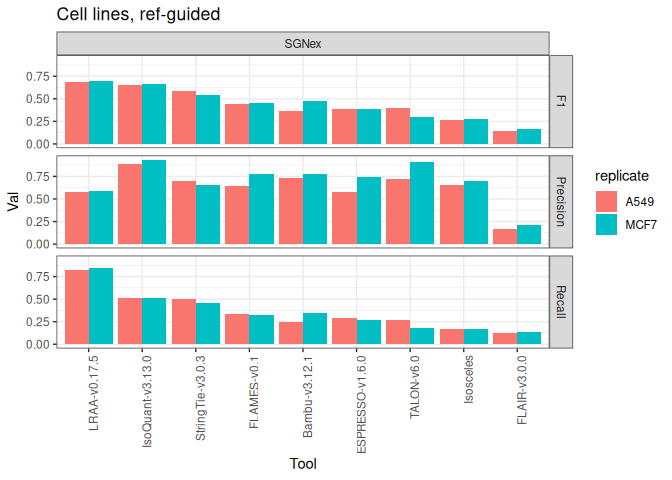 Cell lines, ref-guided
SGNex
Val
0.75
0.50
0.25
0.00
F1
0.75
0.50
0.25
0.00
Precision
0.75
0.50
0.25
0.00
Recall
LRAA-v0.17.5
IsoQuant-v3.13.0
StringTie-v3.0.3
FLAMES-v0.1
Bambu-v3.12.1
ESPRESSO-v1.6.0
TALON-v6.0
Isosceles
FLAIR-v3.0.0
Tool
replicate
A549
MCF7